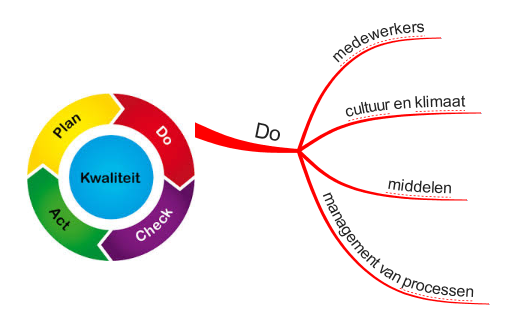 Plan
Do
Check
Act
Kwaliteit
Do
medewerkers
cultuur en klimaat
middelen
management van processen